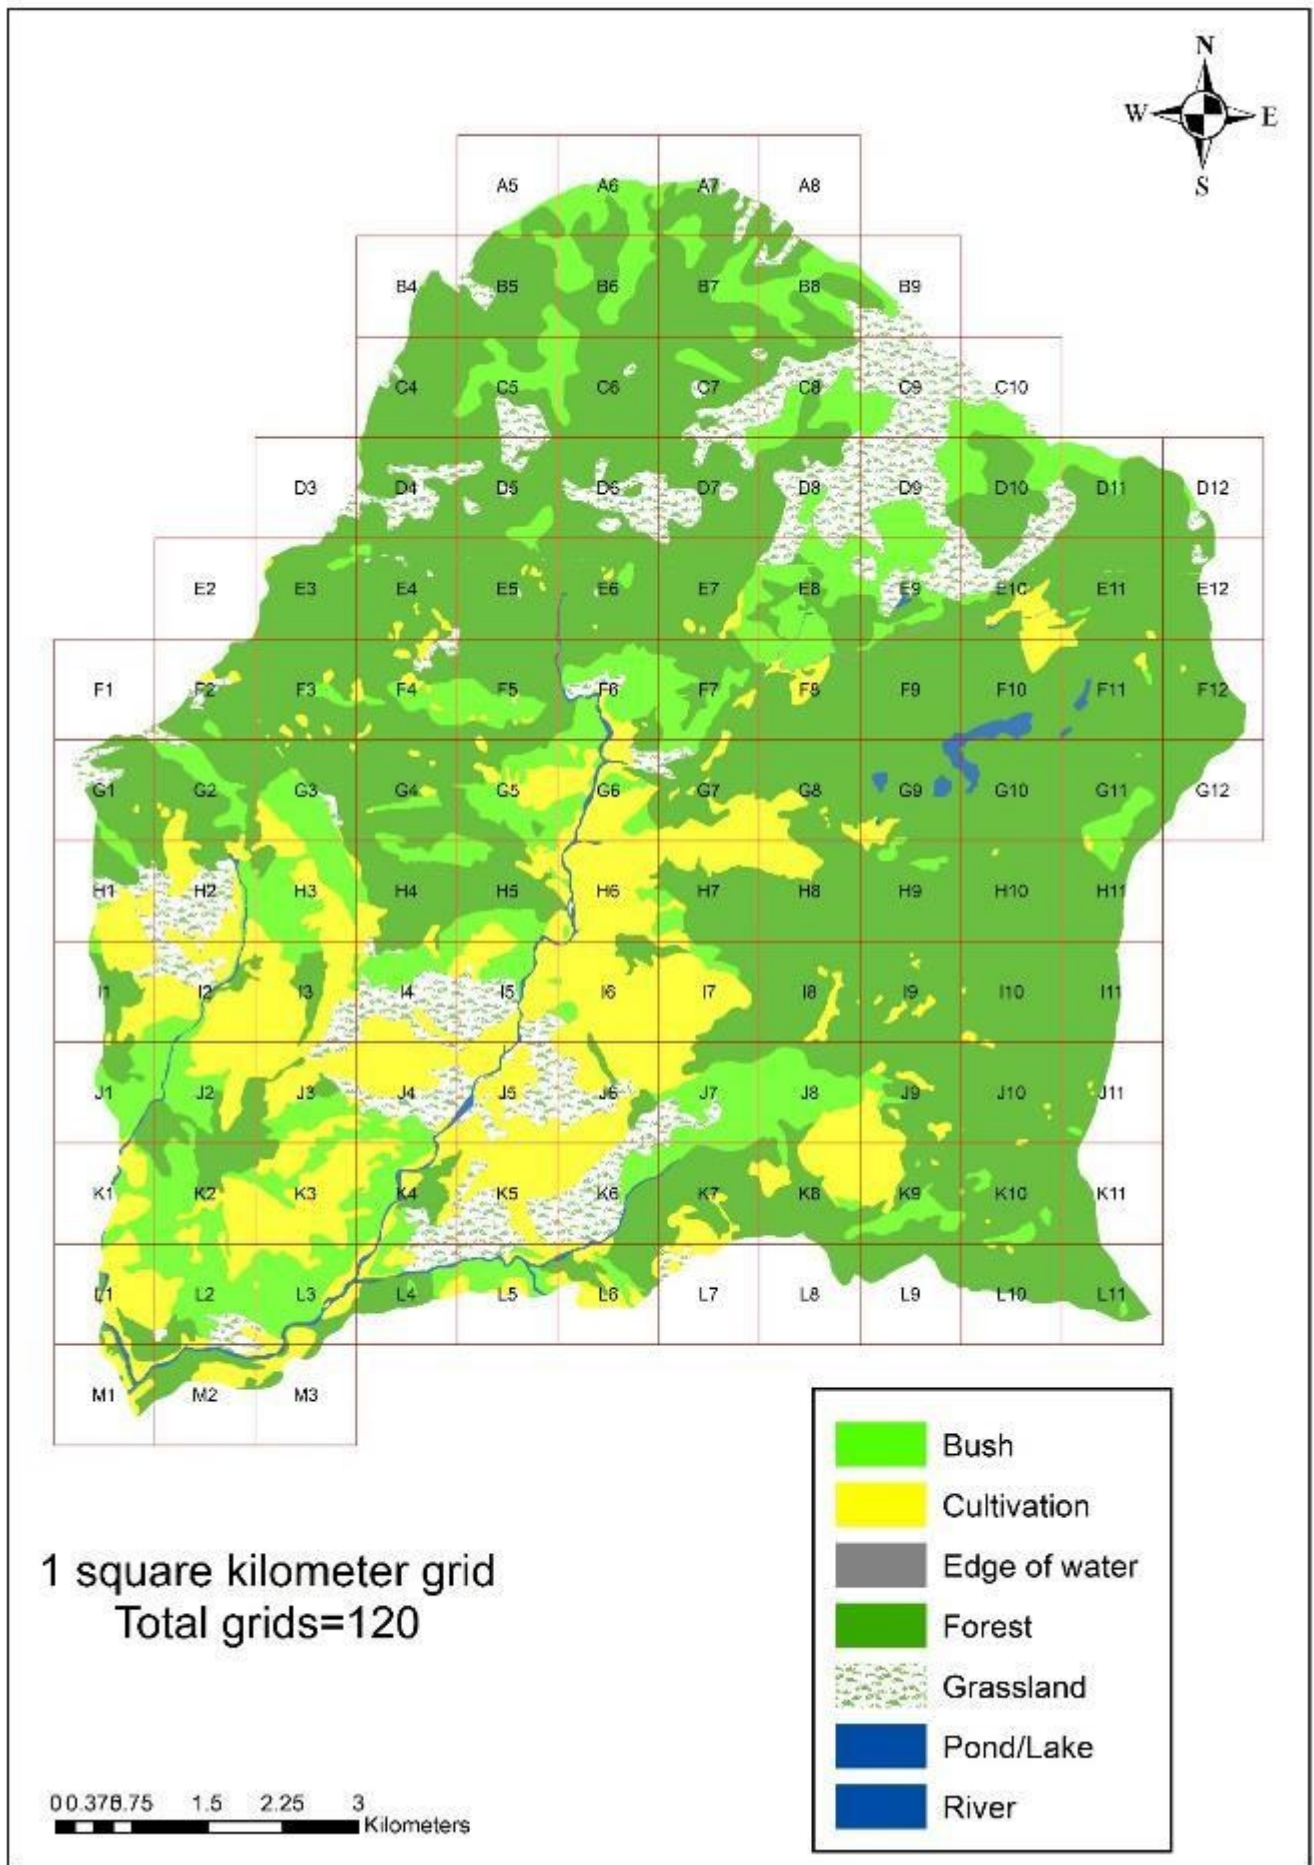 N
W E
S
A5 A6 A7 A8
B4 B5 B6 B7 B8 B9
C4 C5 C6 C7 C8 C9 C10
D3 D4 D5 D6 D7 D8 D9 D10 D11 D12
E2 E3 E4 E5 E6 E7 E8 E9 E10 E11 E12
F1 F2 F3 F4 F5 F6 F7 F8 F9 F10 F11 F12
G1 G2 G3 G4 G5 G6 G7 G8 G9 G10 G11 G12
H1 H2 H3 H4 H5 H6 H7 H8 H9 H10 H11
I1 I2 I3 I4 I5 I6 I7 I8 I9 I10 I11
J1 J2 J3 J4 J5 J6 J7 J8 J9 J10 J11
K1 K2 K3 K4 K5 K6 K7 K8 K9 K10 K11
L1 L2 L3 L4 L5 L6 L7 L8 L9 L10 L11
M1 M2 M3
Bush
Cultivation
Edge of water
Forest
Grassland
Pond/Lake
River
1 square kilometer grid
Total grids=120
0 0.375 0.75 1.5 2.25 3
Kilometers